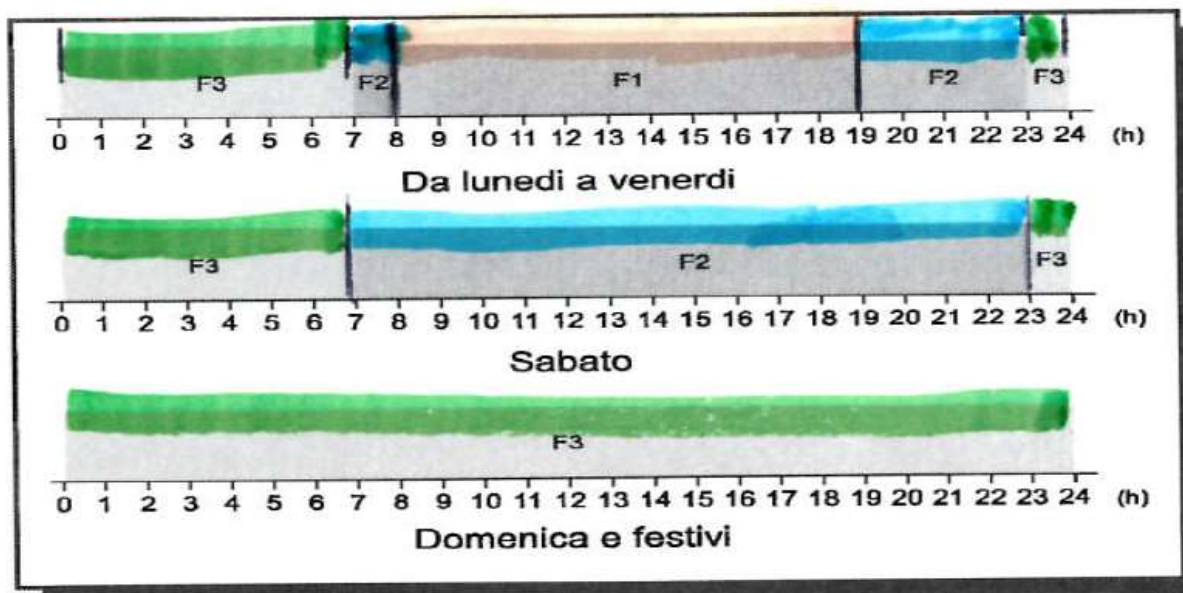 F3 F2 F1 F2 F3
0 1 2 3 4 5 6 7 8 9 10 11 12 13 14 15 16 17 18 19 20 21 22 23 24 (h)
Da lunedi a venerdi
F3 F2 F3
0 1 2 3 4 5 6 7 8 9 10 11 12 13 14 15 16 17 18 19 20 21 22 23 24 (h)
Sabato
F3
0 1 2 3 4 5 6 7 8 9 10 11 12 13 14 15 16 17 18 19 20 21 22 23 24 (h)
Domenica e festivi